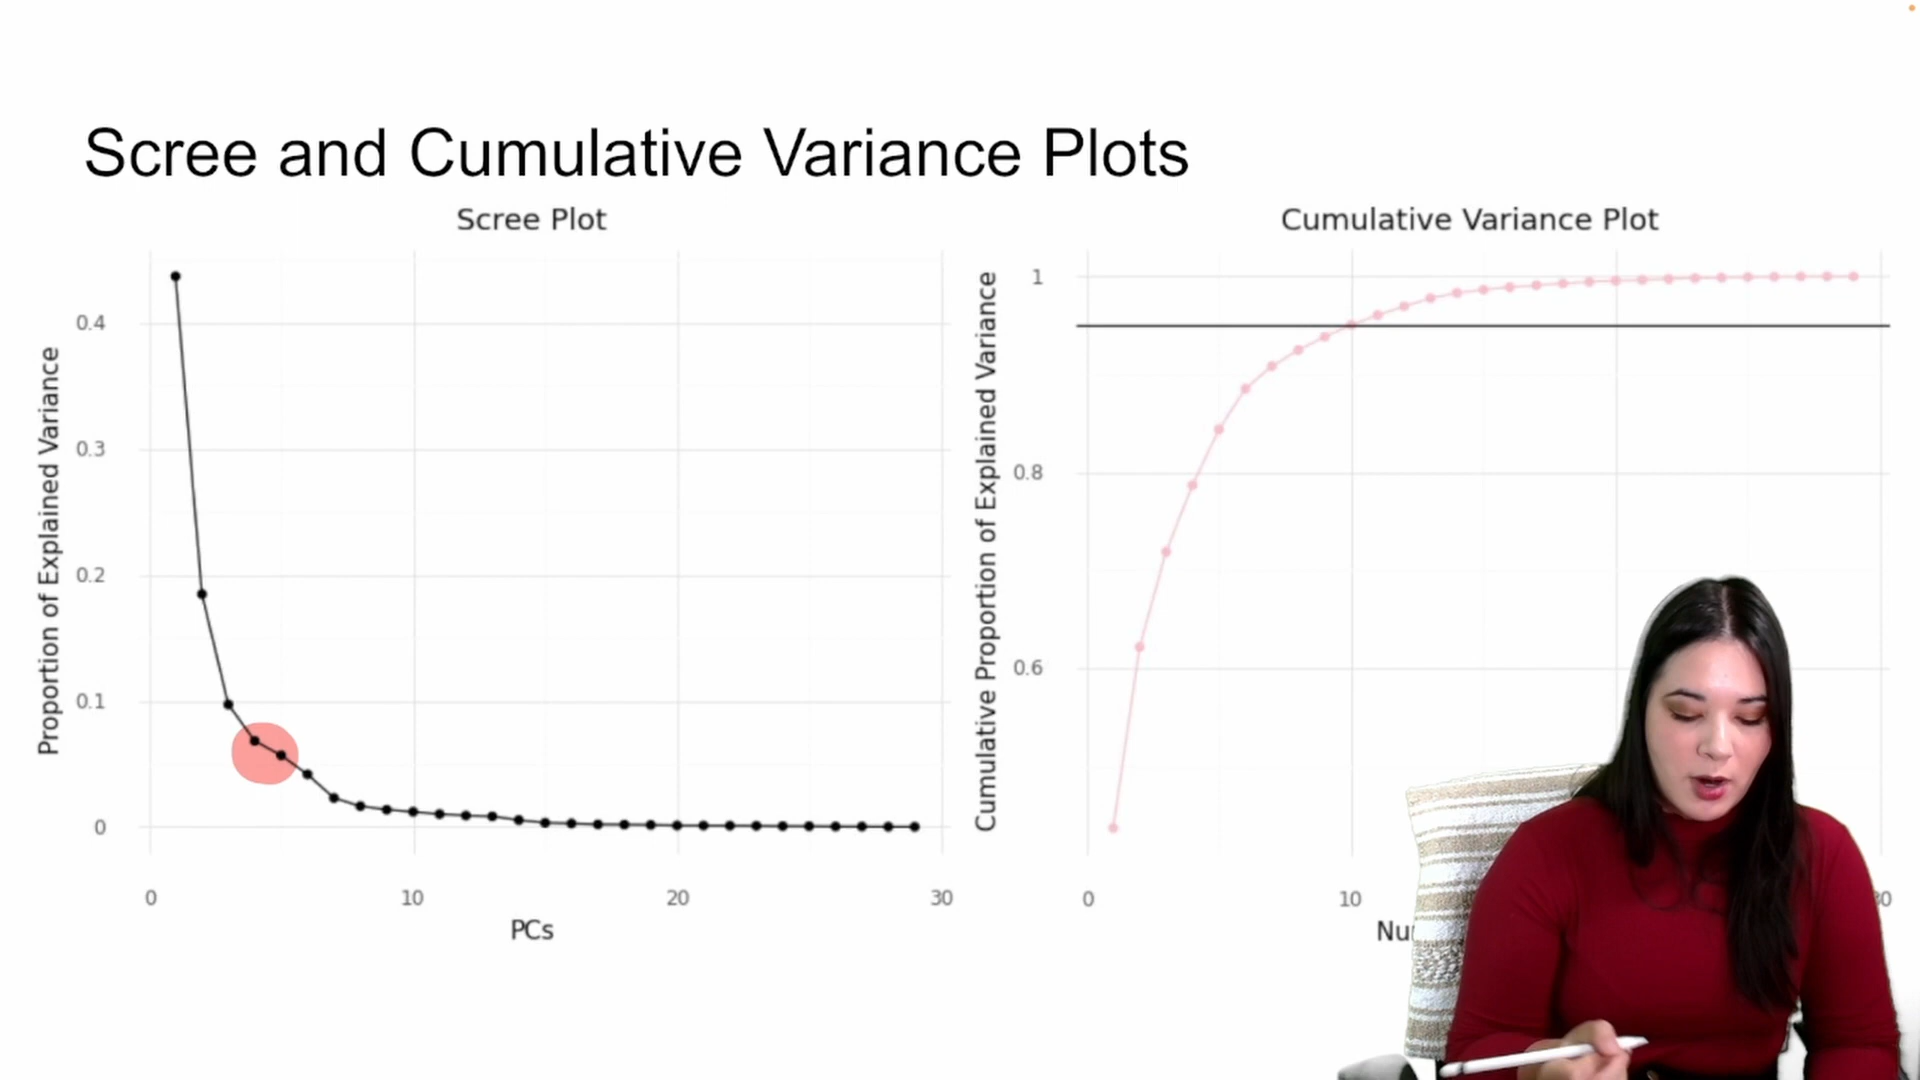 Scree and Cumulative Variance Plots
Scree Plot
Proportion of Explained Variance
0.4
0.3
0.2
0.1
0
0
10
20
30
PCs
Cumulative Variance Plot
Cumulative Proportion of Explained Variance
1
0.8
0.6
0
10